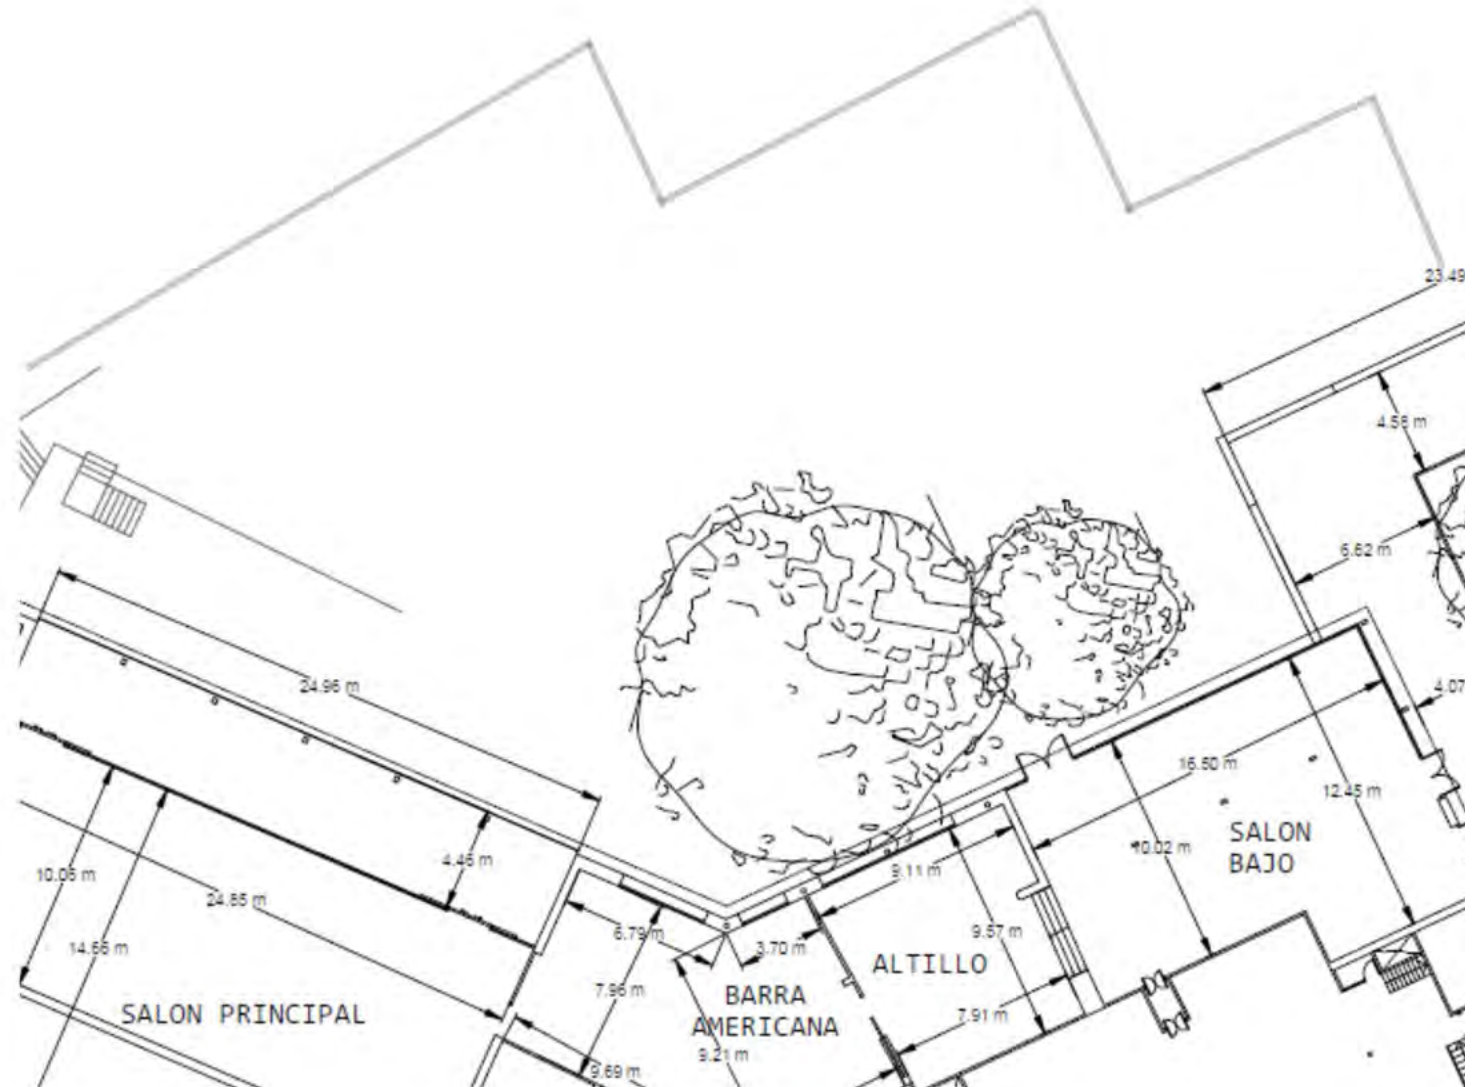 23.49
4.58 m
6.62 m
24.96 m
4.07
16.50 m
12.45 m
SALON
BAJO
10.02 m
4.46 m
9.11 m
10.05 m
24.85 m
6.79 m
9.57 m
14.66 m
3.70 m
ALTILLO
7.96 m
BARRA
AMERICANA
SALON PRINCIPAL
7.91 m
9.21 m
9.69 m